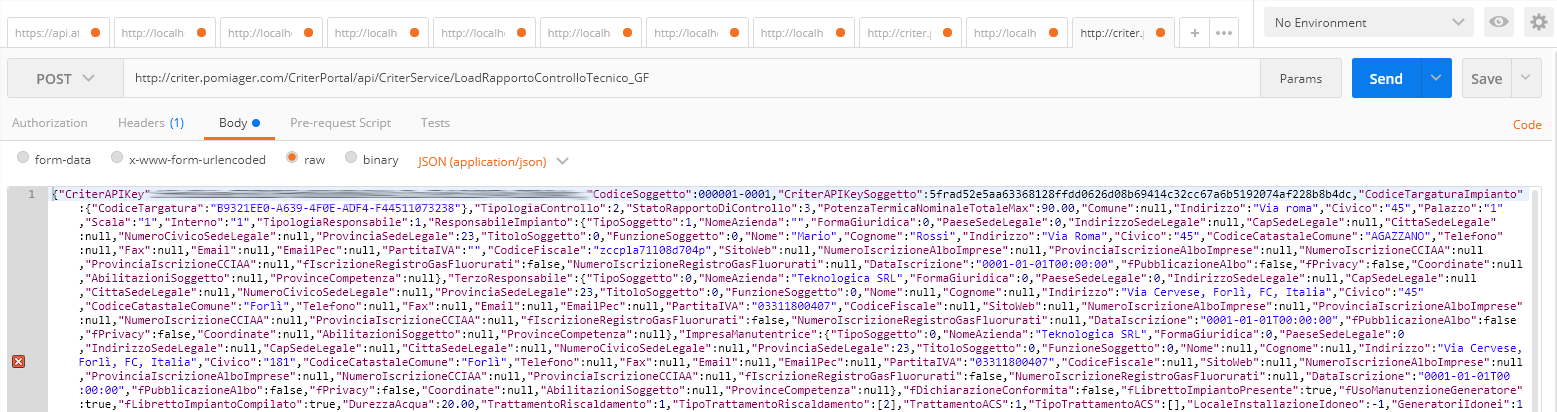 https://api.at http://localh http://localh http://localh http://localh http://localh http://localh http://localh http://criter.p http://localh http://criter.p + ••• No Environment
POST http://criter.pomiager.com/CriterPortal/api/CriterService/LoadRapportoControlloTecnico_GF Params Send Save
Authorization Headers (1) Body Pre-request Script Tests Code
form-data x-www-form-urlencoded raw binary JSON (application/json)
1 {"CriterAPIKey" "CodiceSoggetto":000001-0001,"CriterAPIKeySoggetto":5frad52e5aa63368128ffdd0626d08b69414c32cc67a6b5192074af228b8b4dc,"CodiceTargaturaImpianto"
:{"CodiceTargatura":"B9321EE0-A639-4F0E-ADF4-F44511073238"},"TipologiaControllo":2,"StatoRapportoDiControllo":3,"PotenzaTermicaNominaleTotaleMax":90.00,"Comune":null,"Indirizzo":"Via roma","Civico":"45","Palazzo":"1"
,"Scala":"1","Interno":"1","TipologiaResponsabile":1,"ResponsabileImpianto":{"TipoSoggetto":1,"NomeAzienda":"","FormaGiuridica":0,"PaeseSedeLegale":0,"IndirizzoSedeLegale":null,"CapSedeLegale":null,"CittaSedeLegale"
:null,"NumeroCivicoSedeLegale":null,"ProvinciaSedeLegale":23,"TitoloSoggetto":0,"FunzioneSoggetto":0,"Nome":"Mario","Cognome":"Rossi","Indirizzo":"Via Roma","Civico":"45","CodiceCatastaleComune":"AGAZZANO","Telefono"
:null,"Fax":null,"Email":null,"EmailPec":null,"PartitaIVA":"","CodiceFiscale":"zccp1a71l08d704p","SitoWeb":null,"NumeroIscrizioneAlboImprese":null,"ProvinciaIscrizioneAlboImprese":null,"NumeroIscrizioneCCIAA":null
,"ProvinciaIscrizioneCCIAA":null,"fIscrizioneRegistroGasFluorurati":false,"NumeroIscrizioneRegistroGasFluorurati":null,"DataIscrizione":"0001-01-01T00:00:00","fPubblicazioneAlbo":false,"fPrivacy":false,"Coordinate":null
,"AbilitazioniSoggetto":null,"ProvinceCompetenza":null},"TerzoResponsabile":{"TipoSoggetto":0,"NomeAzienda":"Teknologica SRL","FormaGiuridica":0,"PaeseSedeLegale":0,"IndirizzoSedeLegale":null,"CapSedeLegale":null
,"CittaSedeLegale":null,"NumeroCivicoSedeLegale":null,"ProvinciaSedeLegale":23,"TitoloSoggetto":0,"FunzioneSoggetto":0,"Nome":null,"Cognome":null,"Indirizzo":"Via Cervese, Forlì, FC, Italia","Civico":"45"
,"CodiceCatastaleComune":"Forlì","Telefono":null,"Fax":null,"Email":null,"EmailPec":null,"PartitaIVA":"03311800407","CodiceFiscale":null,"SitoWeb":null,"NumeroIscrizioneAlboImprese":null,"ProvinciaIscrizioneAlboImprese"
:null,"NumeroIscrizioneCCIAA":null,"ProvinciaIscrizioneCCIAA":null,"fIscrizioneRegistroGasFluorurati":false,"NumeroIscrizioneRegistroGasFluorurati":null,"DataIscrizione":"0001-01-01T00:00:00","fPubblicazioneAlbo":false
,"fPrivacy":false,"Coordinate":null,"AbilitazioniSoggetto":null,"ProvinceCompetenza":null},"ImpresaManutentrice":{"TipoSoggetto":0,"NomeAzienda":"Teknologica SRL","FormaGiuridica":0,"PaeseSedeLegale":0
,"IndirizzoSedeLegale":null,"CapSedeLegale":null,"CittaSedeLegale":null,"NumeroCivicoSedeLegale":null,"ProvinciaSedeLegale":23,"TitoloSoggetto":0,"FunzioneSoggetto":0,"Nome":null,"Cognome":null,"Indirizzo":"Via Cervese,
Forlì, FC, Italia","Civico":"181","CodiceCatastaleComune":"Forlì","Telefono":null,"Fax":null,"Email":null,"EmailPec":null,"PartitaIVA":"03311800407","CodiceFiscale":null,"SitoWeb":null,"NumeroIscrizioneAlboImprese":null
,"ProvinciaIscrizioneAlboImprese":null,"NumeroIscrizioneCCIAA":null,"ProvinciaIscrizioneCCIAA":null,"fIscrizioneRegistroGasFluorurati":false,"NumeroIscrizioneRegistroGasFluorurati":null,"DataIscrizione":"0001-01-01T00
:00:00","fPubblicazioneAlbo":false,"fPrivacy":false,"Coordinate":null,"AbilitazioniSoggetto":null,"ProvinceCompetenza":null},"fDichiarazioneConformita":false,"fLibrettoImpiantoPresente":true,"fUsoManutenzioneGeneratore"
:true,"fLibrettoImpiantoCompilato":true,"DurezzaAcqua":20.00,"TrattamentoRiscaldamento":1,"TipoTrattamentoRiscaldamento":[2],"TrattamentoACS":1,"TipoTrattamentoACS":[],"LocaleInstallazioneIdoneo":-1,"GeneratoriIdonei":1